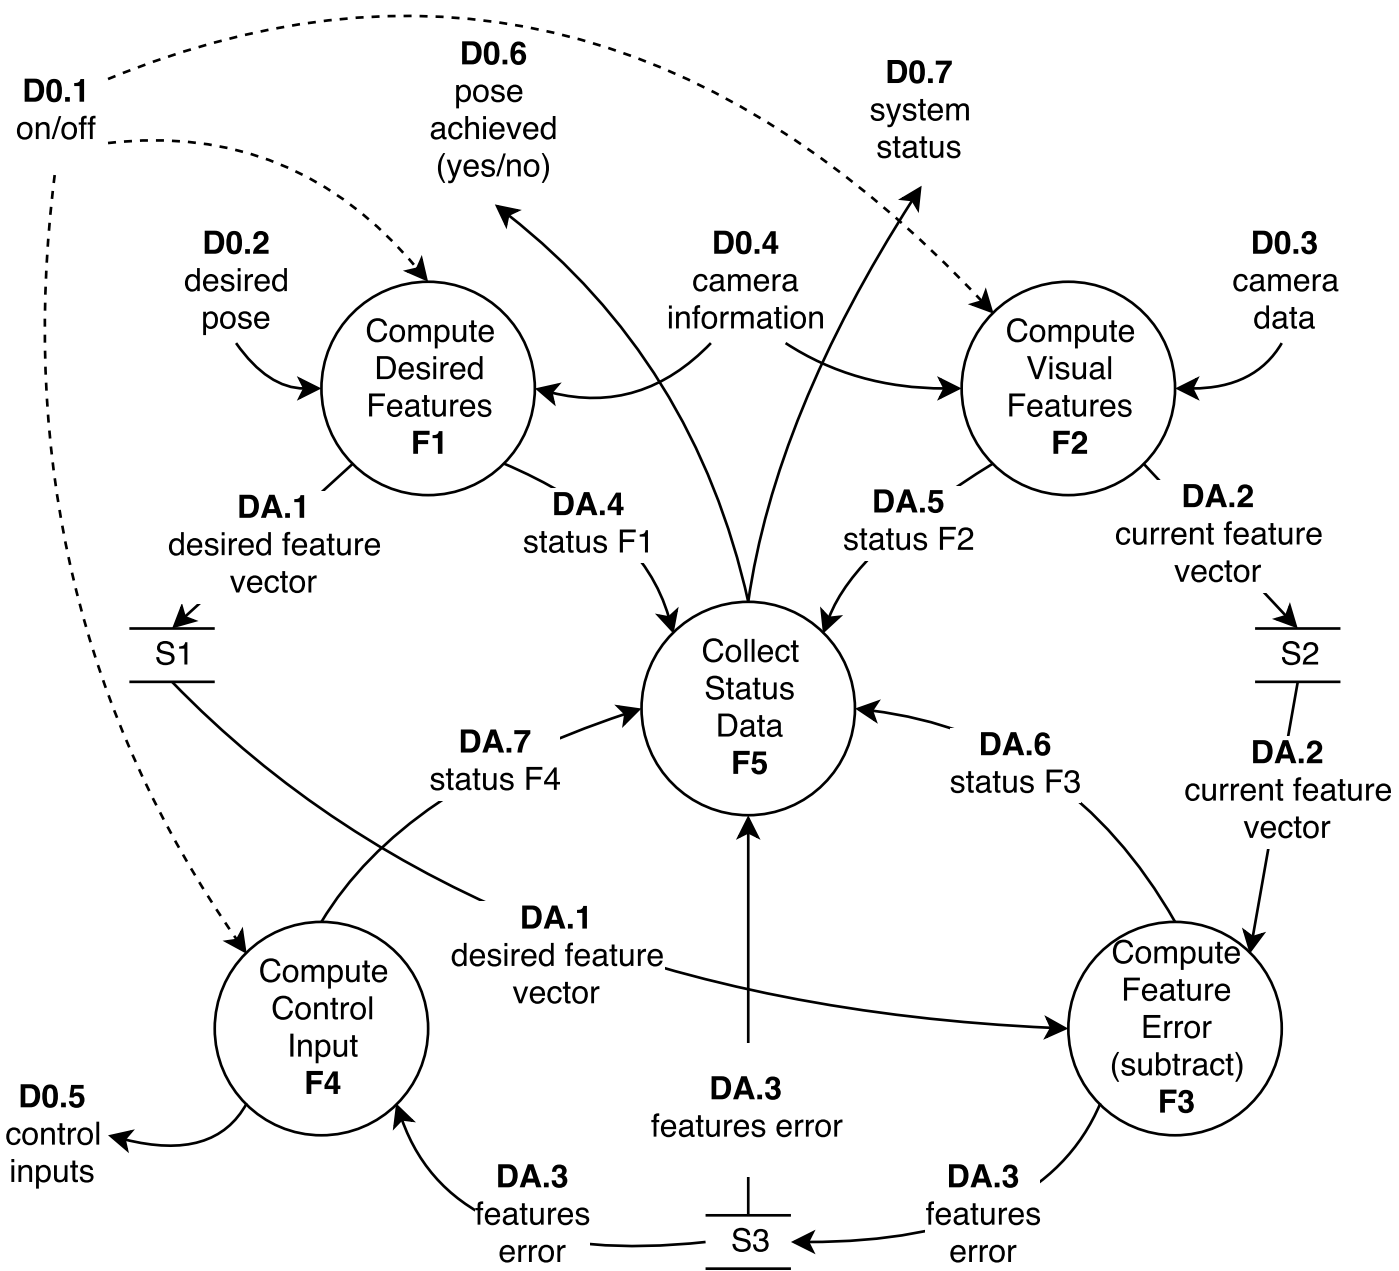 D0.1
on/off
D0.6
pose
achieved
(yes/no)
D0.7
system
status
D0.2
desired
pose
D0.4
camera
information
D0.3
camera
data
Compute
Desired
Features
F1
Compute
Visual
Features
F2
DA.1
desired feature
vector
DA.4
status F1
DA.5
status F2
DA.2
current feature
vector
S1
Collect
Status
Data
F5
S2
DA.7
status F4
DA.6
status F3
DA.2
current feature
vector
DA.1
desired feature
vector
Compute
Control
Input
F4
Compute
Feature
Error
(subtract)
F3
D0.5
control
inputs
DA.3
features error
DA.3
features
error
S3
DA.3
features
error